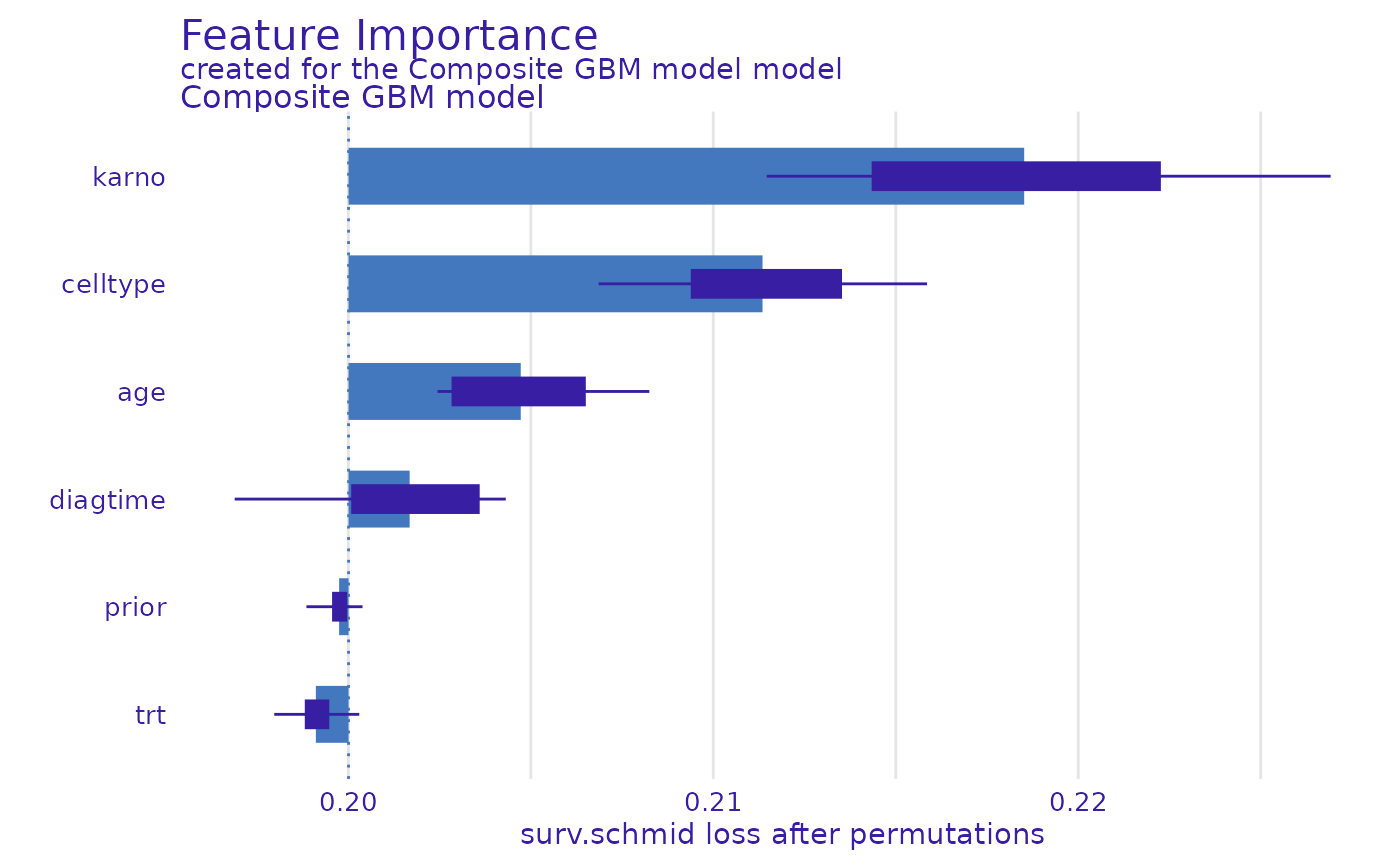 Feature Importance
created for the Composite GBM model model
Composite GBM model
karno
celltype
age
diagtime
prior
trt
0.20 0.21 0.22
surv.schmid loss after permutations